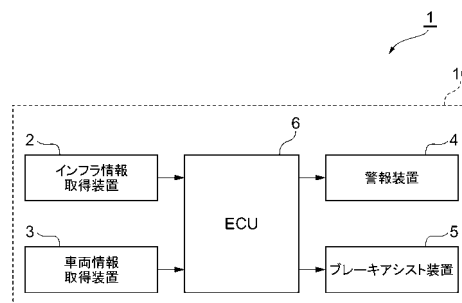 1
10
2
インフラ情報
取得装置
6
ECU
4
警報装置
3
車両情報
取得装置
5
ブレーキアシスト装置